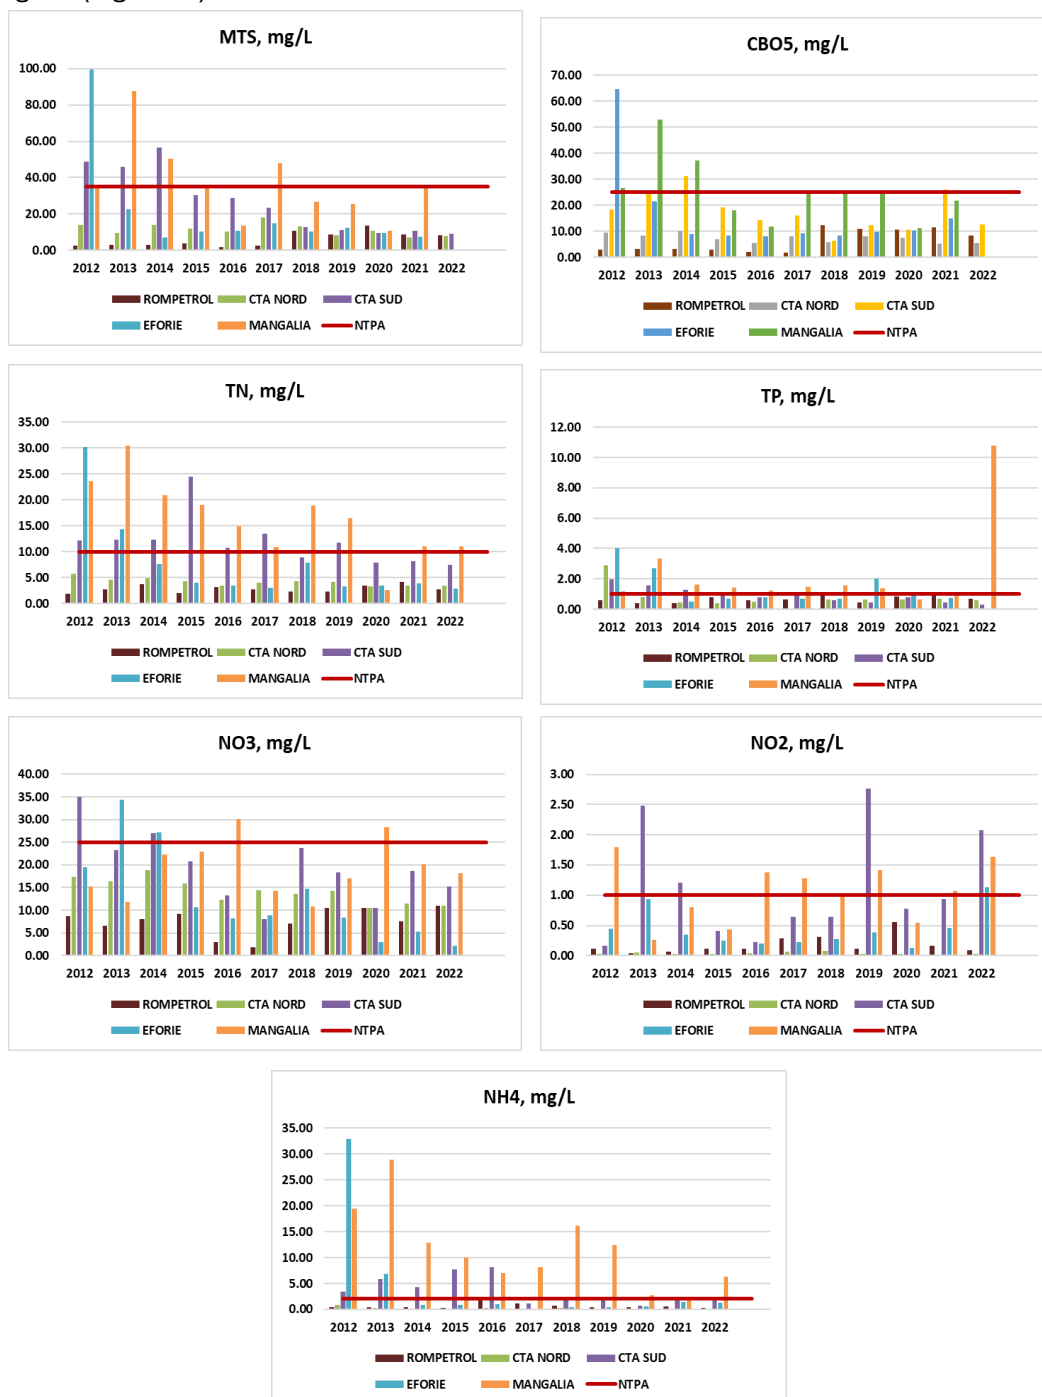 MTS, mg/L
100.00
80.00
60.00
40.00
20.00
0.00
2012 2013 2014 2015 2016 2017 2018 2019 2020 2021 2022
ROMPETROL CTA NORD CTA SUD
EFORIE MANGALIA NTPA
CBO5, mg/L
70.00
60.00
50.00
40.00
30.00
20.00
10.00
0.00
2012 2013 2014 2015 2016 2017 2018 2019 2020 2021 2022
ROMPETROL CTA NORD CTA SUD
EFORIE MANGALIA NTPA
TN, mg/L
35.00
30.00
25.00
20.00
15.00
10.00
5.00
0.00
2012 2013 2014 2015 2016 2017 2018 2019 2020 2021 2022
ROMPETROL CTA NORD CTA SUD
EFORIE MANGALIA NTPA
TP, mg/L
12.00
10.00
8.00
6.00
4.00
2.00
0.00
2012 2013 2014 2015 2016 2017 2018 2019 2020 2021 2022
ROMPETROL CTA NORD CTA SUD
EFORIE MANGALIA NTPA
NO3, mg/L
40.00
35.00
30.00
25.00
20.00
15.00
10.00
5.00
0.00
2012 2013 2014 2015 2016 2017 2018 2019 2020 2021 2022
ROMPETROL CTA NORD CTA SUD
EFORIE MANGALIA NTPA
NO2, mg/L
3.00
2.50
2.00
1.50
1.00
0.50
0.00
2012 2013 2014 2015 2016 2017 2018 2019 2020 2021 2022
ROMPETROL CTA NORD CTA SUD
EFORIE MANGALIA NTPA
NH4, mg/L
35.00
30.00
25.00
20.00
15.00
10.00
5.00
0.00
2012 2013 2014 2015 2016 2017 2018 2019 2020 2021 2022
ROMPETROL CTA NORD CTA SUD
EFORIE MANGALIA NTPA